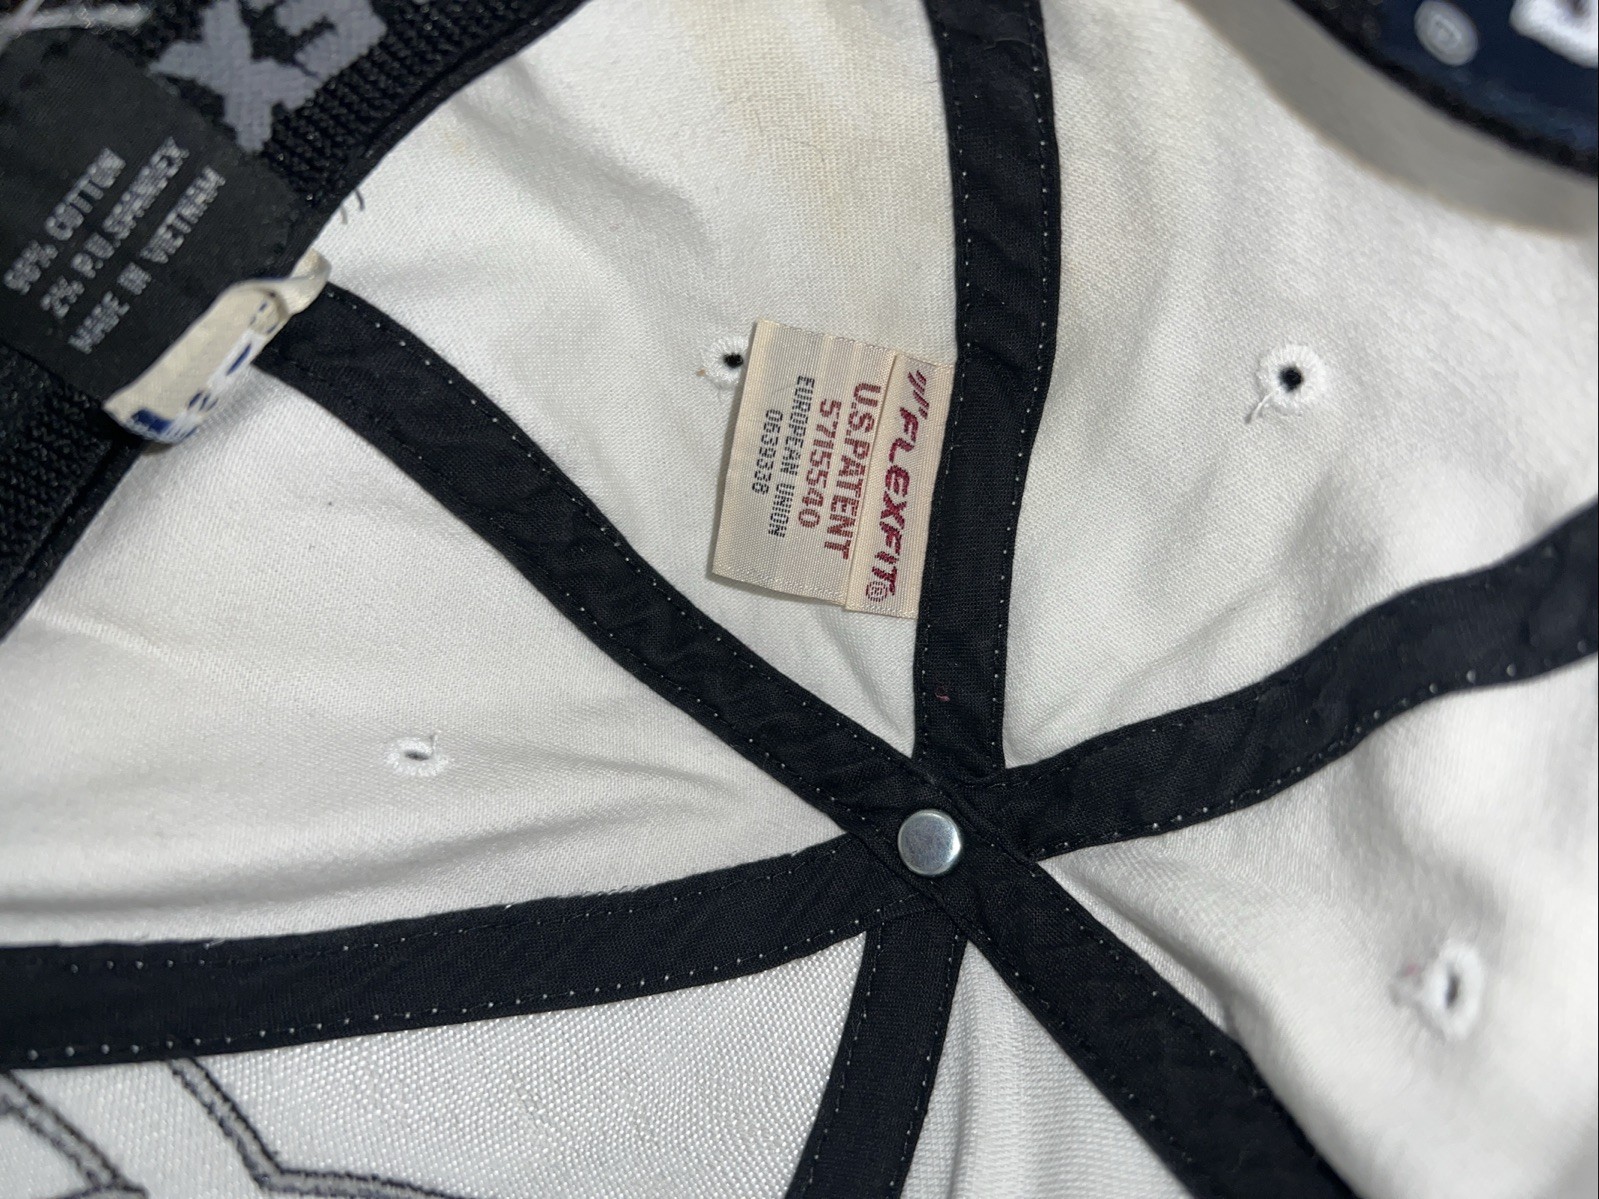 98% COTTON
2% P.U.SPANDEX
MADE IN VIETNAM
FLEXFIT®
U.S.PATENT
5715540
EUROPEAN UNION
0639338